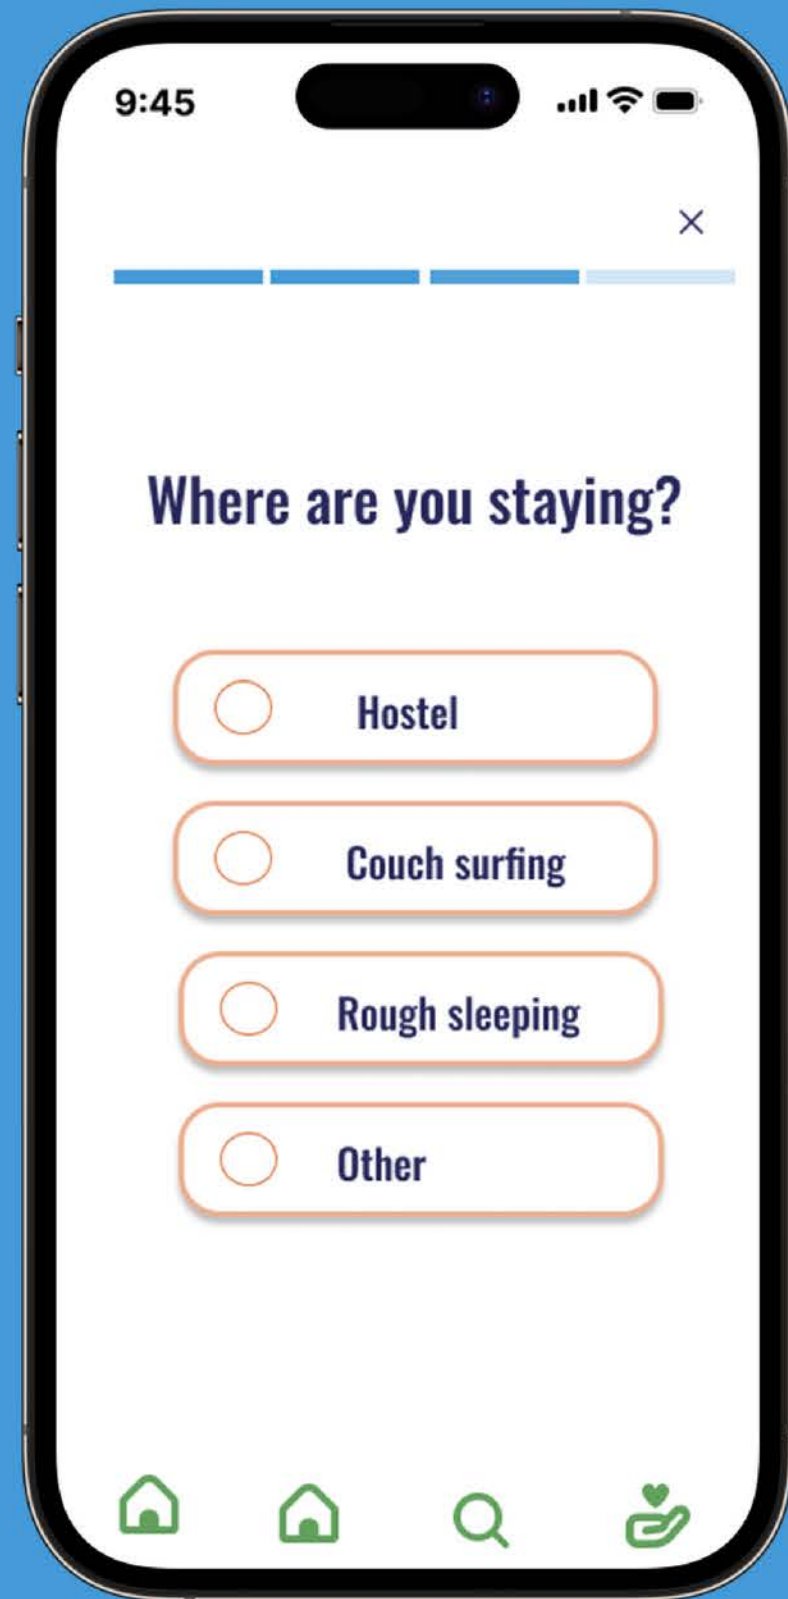 9:45
Where are you staying?
Hostel
Couch surfing
Rough sleeping
Other